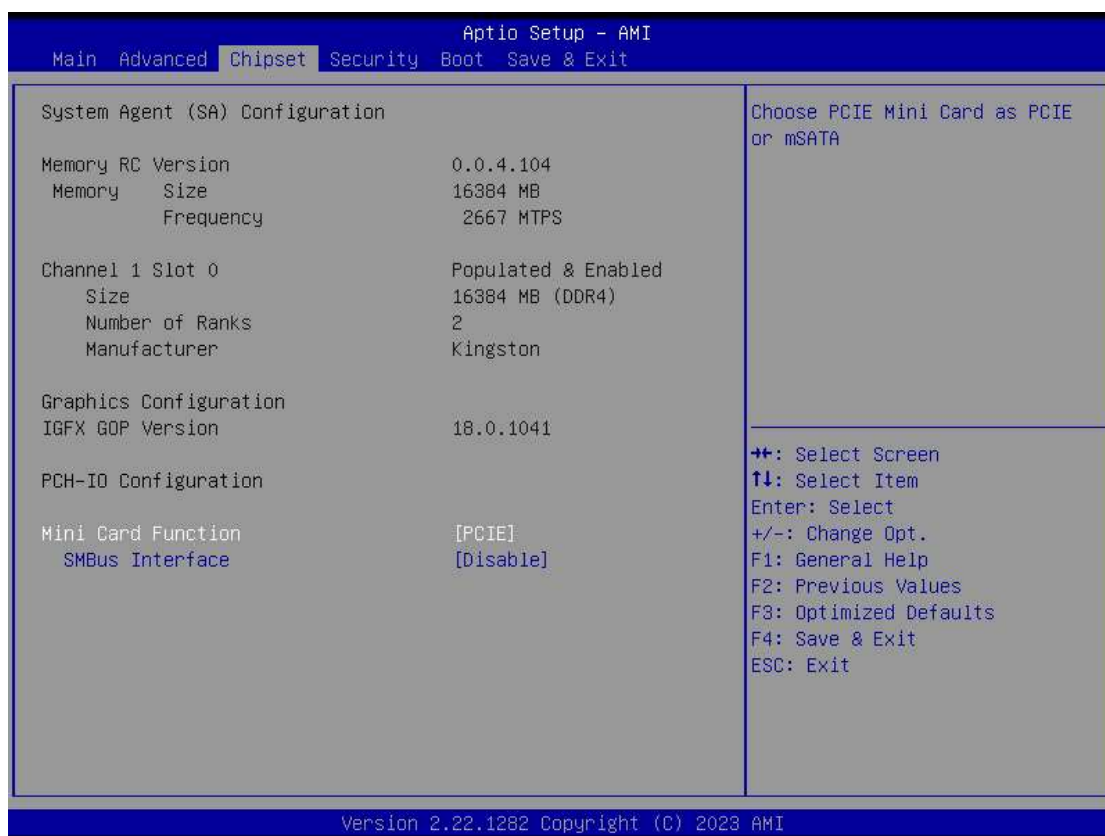 Aptio Setup – AMI
Main Advanced Chipset Security Boot Save & Exit
System Agent (SA) Configuration
Memory RC Version 0.0.4.104
Memory Size 16384 MB
Frequency 2667 MTPS
Channel 1 Slot 0 Populated & Enabled
Size 16384 MB (DDR4)
Number of Ranks 2
Manufacturer Kingston
Graphics Configuration
IGFX GOP Version 18.0.1041
PCH-IO Configuration
Mini Card Function [PCIE]
SMBus Interface [Disable]
Choose PCIE Mini Card as PCIE
or mSATA
→←: Select Screen
↑↓: Select Item
Enter: Select
+/-: Change Opt.
F1: General Help
F2: Previous Values
F3: Optimized Defaults
F4: Save & Exit
ESC: Exit
Version 2.22.1282 Copyright (C) 2023 AMI